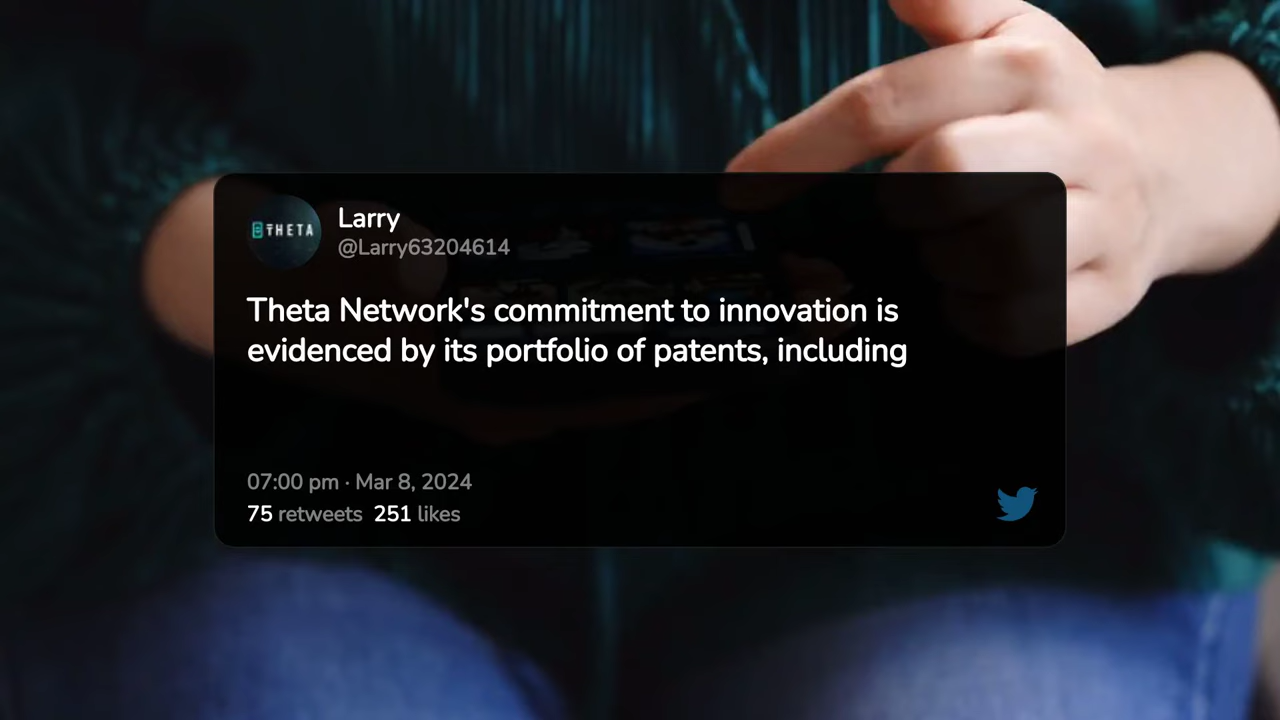 THETA
Larry
@Larry63204614
Theta Network's commitment to innovation is
evidenced by its portfolio of patents, including
07:00 pm · Mar 8, 2024
75 retweets 251 likes